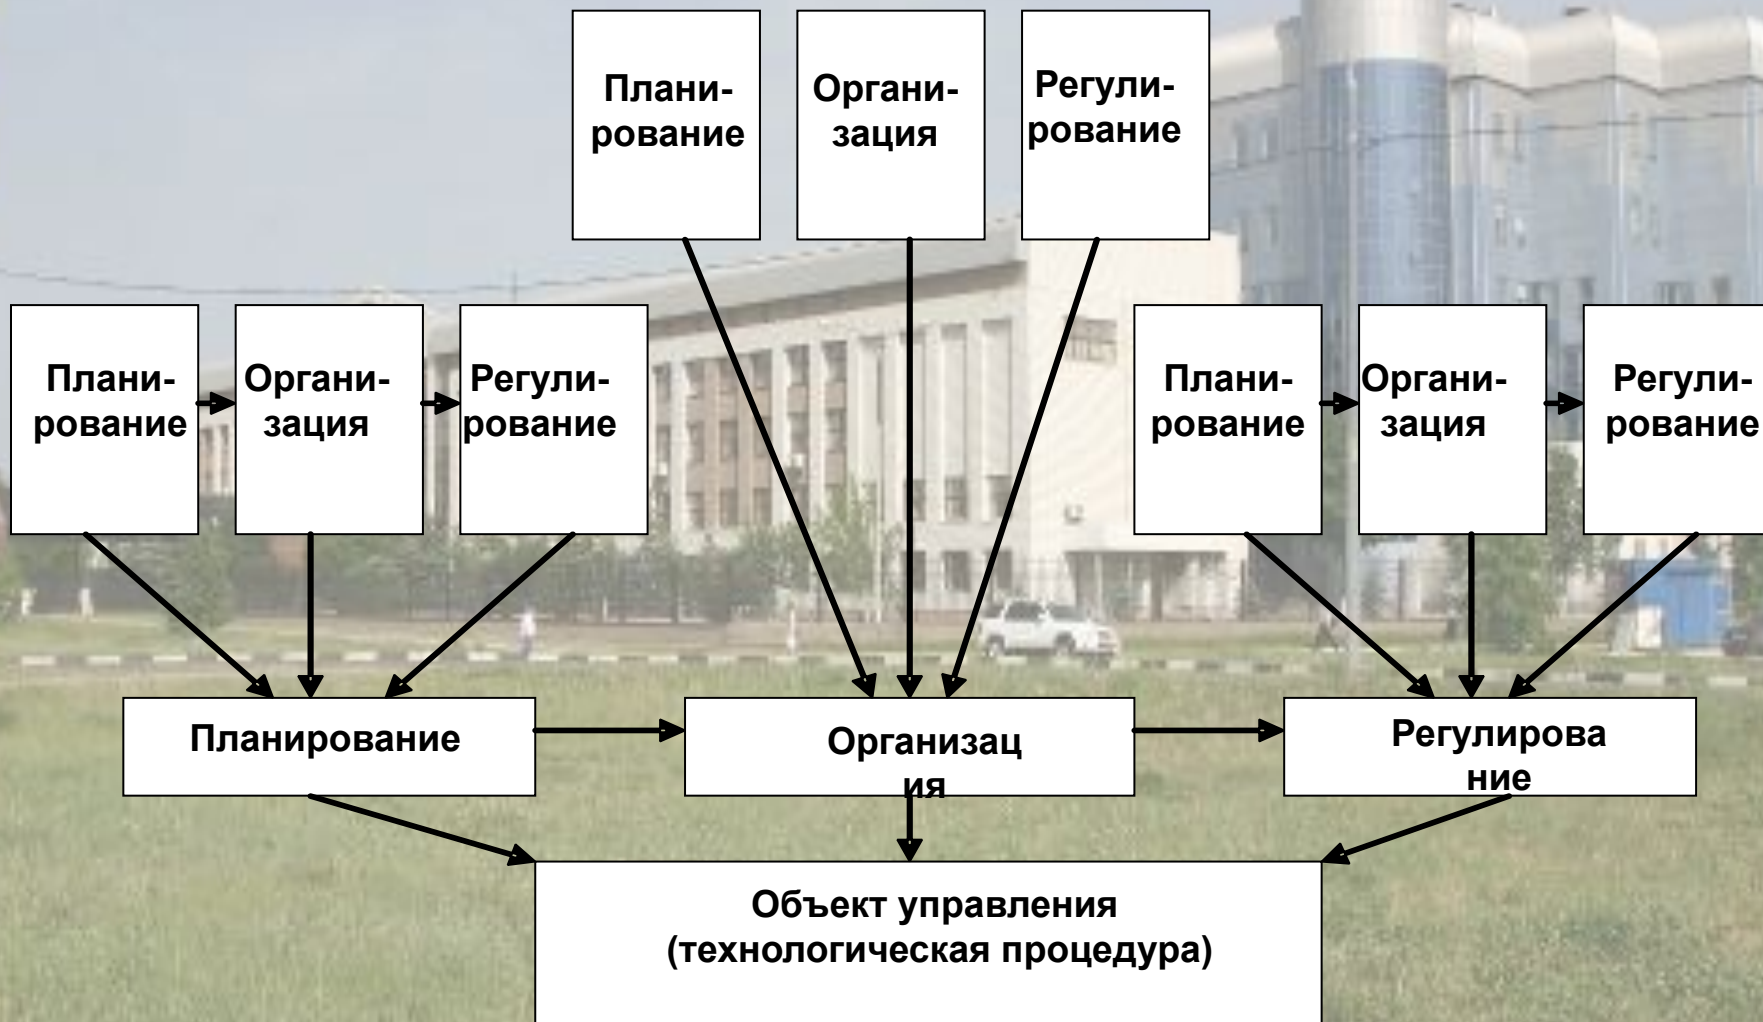 Плани-
рование
Органи-
зация
Регули-
рование
Плани-
рование
Органи-
зация
Регули-
рование
Плани-
рование
Органи-
зация
Регули-
рование
Планирование
Организац
ия
Регулирова
ние
Объект управления
(технологическая процедура)